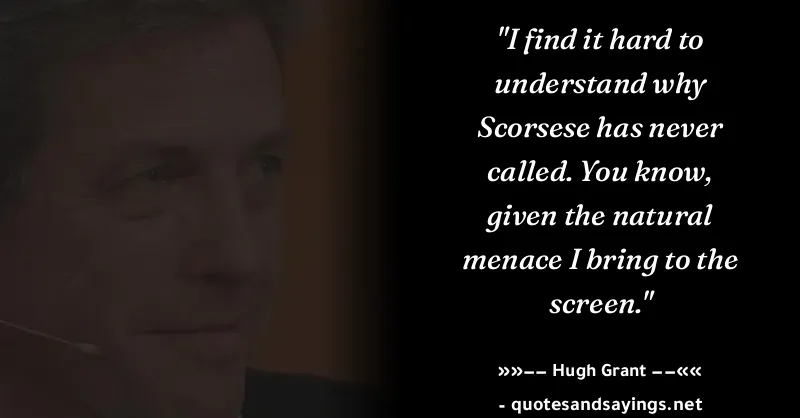 "I find it hard to
understand why
Scorsese has never
called. You know,
given the natural
menace I bring to the
screen."
»»—— Hugh Grant ——««
- quotesandsayings.net